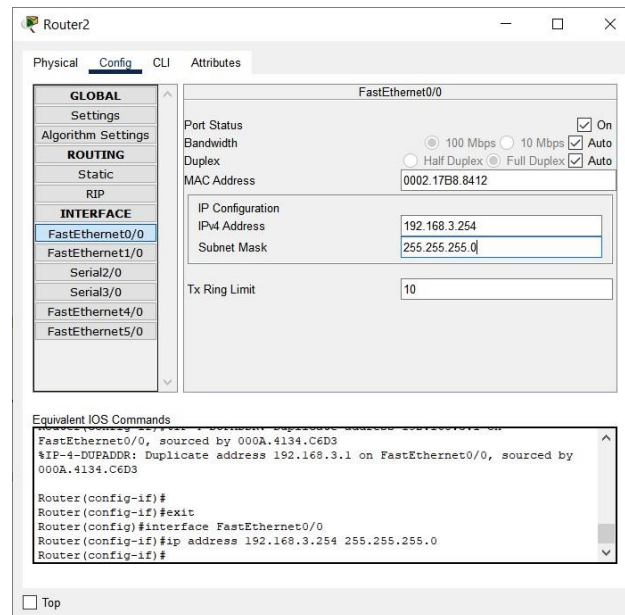 Router2
Physical Config CLI Attributes
GLOBAL
Settings
Algorithm Settings
ROUTING
Static
RIP
INTERFACE
FastEthernet0/0
FastEthernet1/0
Serial2/0
Serial3/0
FastEthernet4/0
FastEthernet5/0
FastEthernet0/0
Port Status On
Bandwidth 100 Mbps 10 Mbps Auto
Duplex Half Duplex Full Duplex Auto
MAC Address 0002.17B8.8412
IP Configuration
IPv4 Address 192.168.3.254
Subnet Mask 255.255.255.0
Tx Ring Limit 10
Equivalent IOS Commands
FastEthernet0/0, sourced by 000A.4134.C6D3
%IP-4-DUPADDR: Duplicate address 192.168.3.1 on FastEthernet0/0, sourced by
000A.4134.C6D3
Router(config-if)#
Router(config-if)#exit
Router(config)#interface FastEthernet0/0
Router(config-if)#ip address 192.168.3.254 255.255.255.0
Router(config-if)#
Top